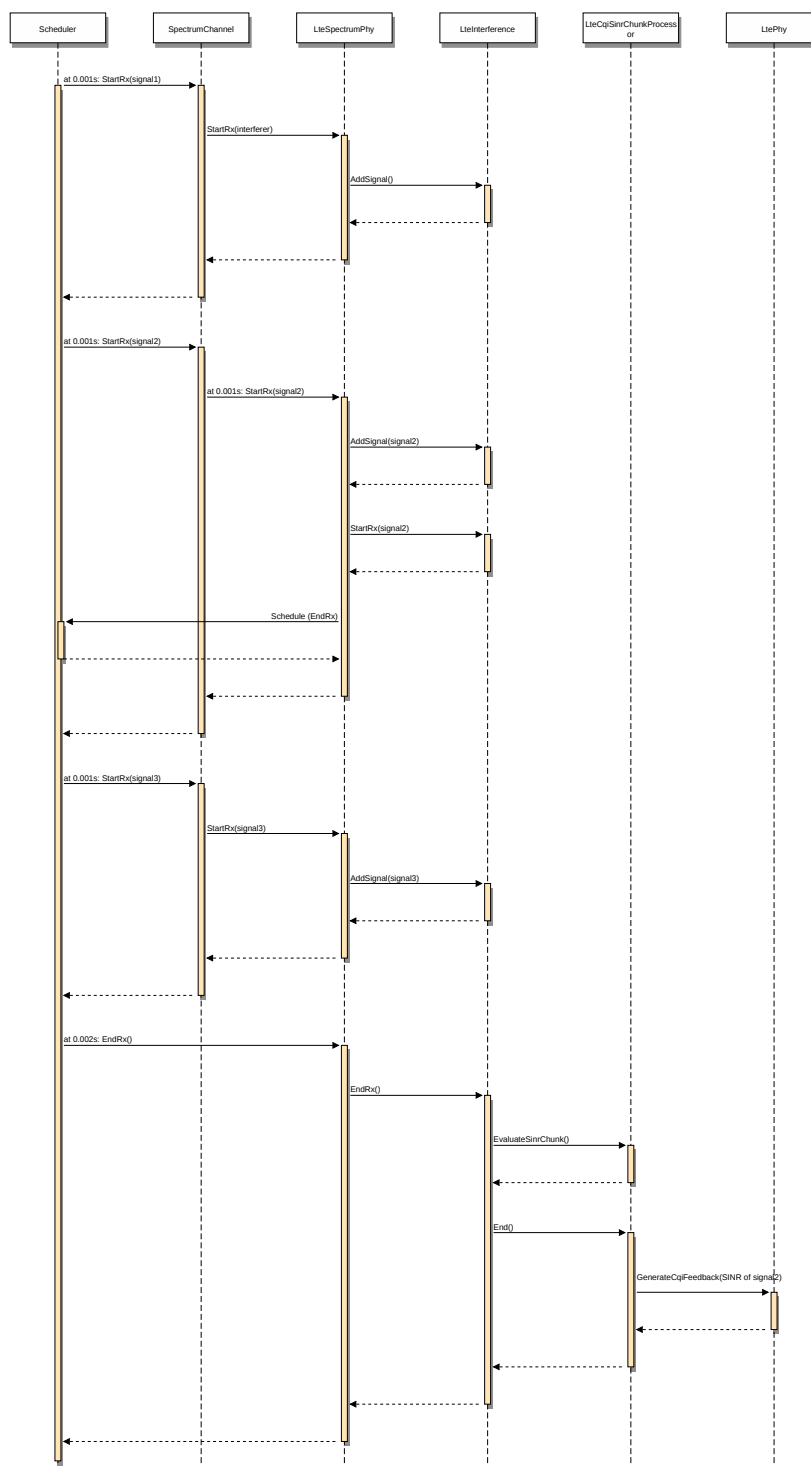 Scheduler
SpectrumChannel
LteSpectrumPhy
LteInterference
LteCqiSinrChunkProcess
or
LtePhy
at 0.001s: StartRx(signal1)
StartRx(interferer)
AddSignal()
at 0.001s: StartRx(signal2)
at 0.001s: StartRx(signal2)
AddSignal(signal2)
StartRx(signal2)
Schedule (EndRx)
at 0.001s: StartRx(signal3)
StartRx(signal3)
AddSignal(signal3)
at 0.002s: EndRx()
EndRx()
EvaluateSinrChunk()
End()
GenerateCqiFeedback(SINR of signal2)